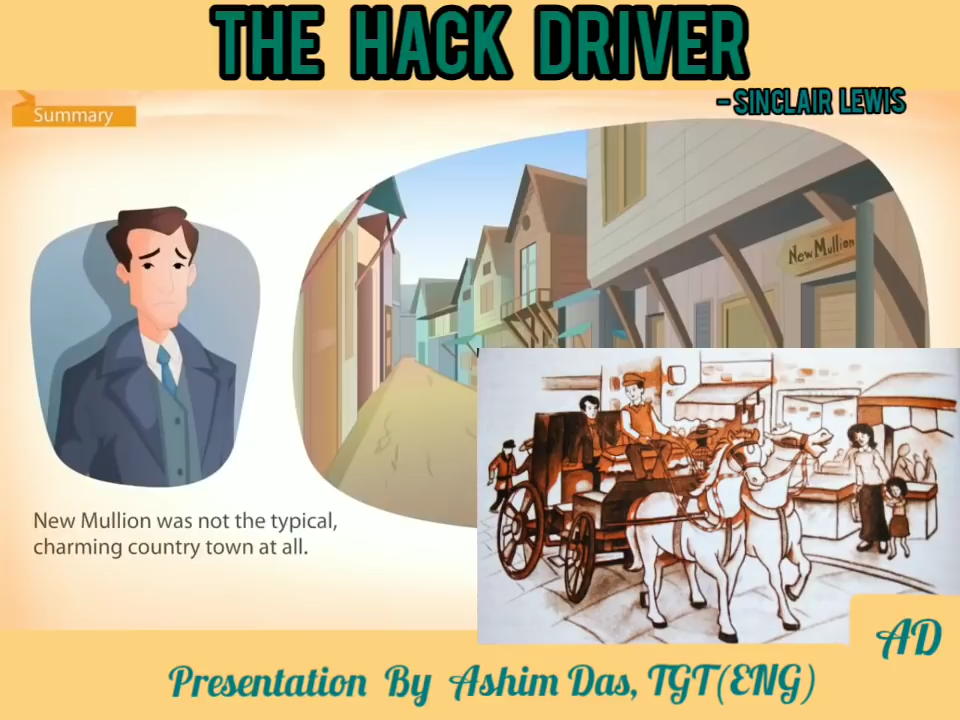 THE HACK DRIVER
- SINCLAIR LEWIS
Summary
New Mullion
New Mullion was not the typical,
charming country town at all.
AD
Presentation By Ashim Das, TGT(ENG)